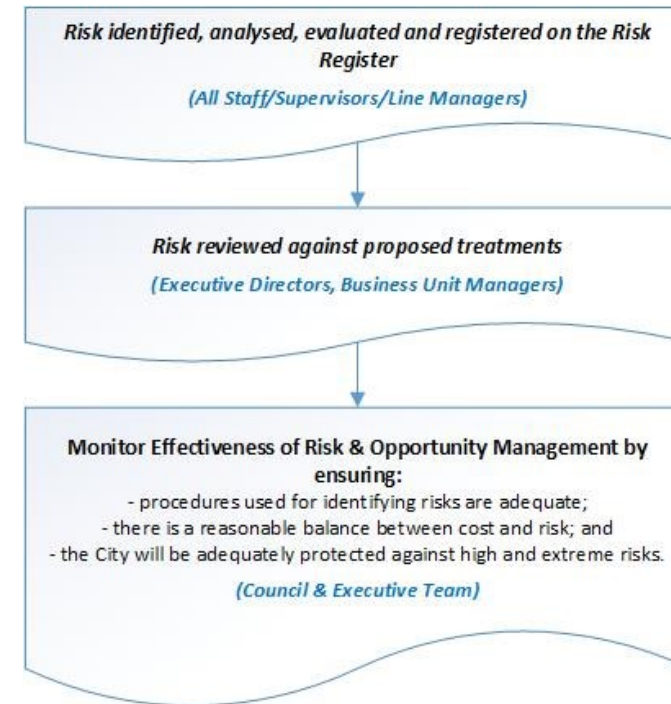 Risk identified, analysed, evaluated and registered on the Risk
Register
(All Staff/Supervisors/Line Managers)
Risk reviewed against proposed treatments
(Executive Directors, Business Unit Managers)
Monitor Effectiveness of Risk & Opportunity Management by
ensuring:
- procedures used for identifying risks are adequate;
- there is a reasonable balance between cost and risk; and
- the City will be adequately protected against high and extreme risks.
(Council & Executive Team)